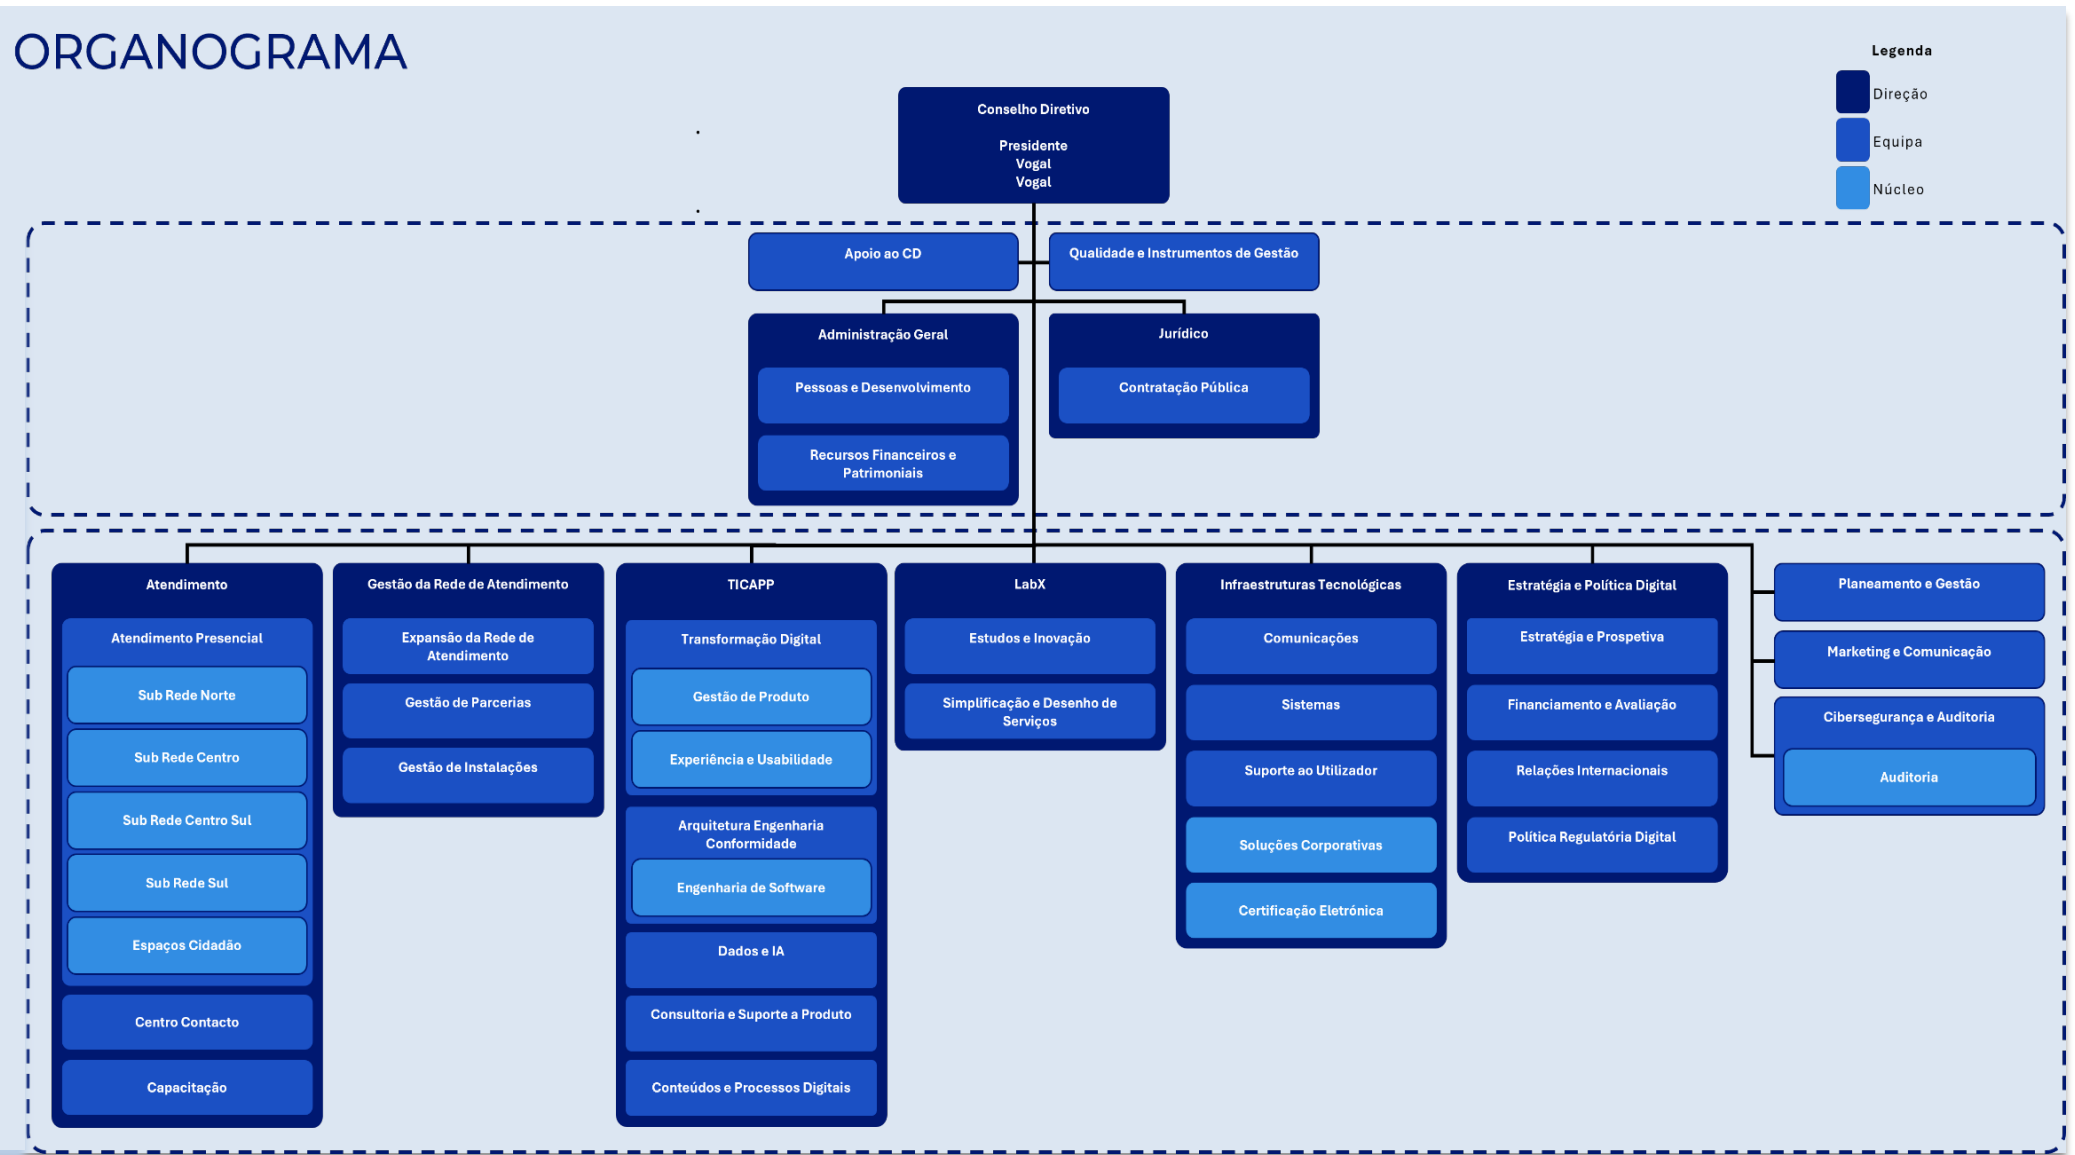 ORGANOGRAMA
Legenda
Direção
Equipa
Núcleo
Conselho Diretivo
Presidente
Vogal
Vogal
Apoio ao CD
Qualidade e Instrumentos de Gestão
Administração Geral
Pessoas e Desenvolvimento
Recursos Financeiros e
Patrimoniais
Jurídico
Contratação Pública
Atendimento
Atendimento Presencial
Sub Rede Norte
Sub Rede Centro
Sub Rede Centro Sul
Sub Rede Sul
Espaços Cidadão
Centro Contacto
Capacitação
Gestão da Rede de Atendimento
Expansão da Rede de
Atendimento
Gestão de Parcerias
Gestão de Instalações
TICAPP
Transformação Digital
Gestão de Produto
Experiência e Usabilidade
Arquitetura Engenharia
Conformidade
Engenharia de Software
Dados e IA
Consultoria e Suporte a Produto
Conteúdos e Processos Digitais
LabX
Estudos e Inovação
Simplificação e Desenho de
Serviços
Infraestruturas Tecnológicas
Comunicações
Sistemas
Suporte ao Utilizador
Soluções Corporativas
Certificação Eletrónica
Estratégia e Política Digital
Estratégia e Prospetiva
Financiamento e Avaliação
Relações Internacionais
Política Regulatória Digital
Planeamento e Gestão
Marketing e Comunicação
Cibersegurança e Auditoria
Auditoria